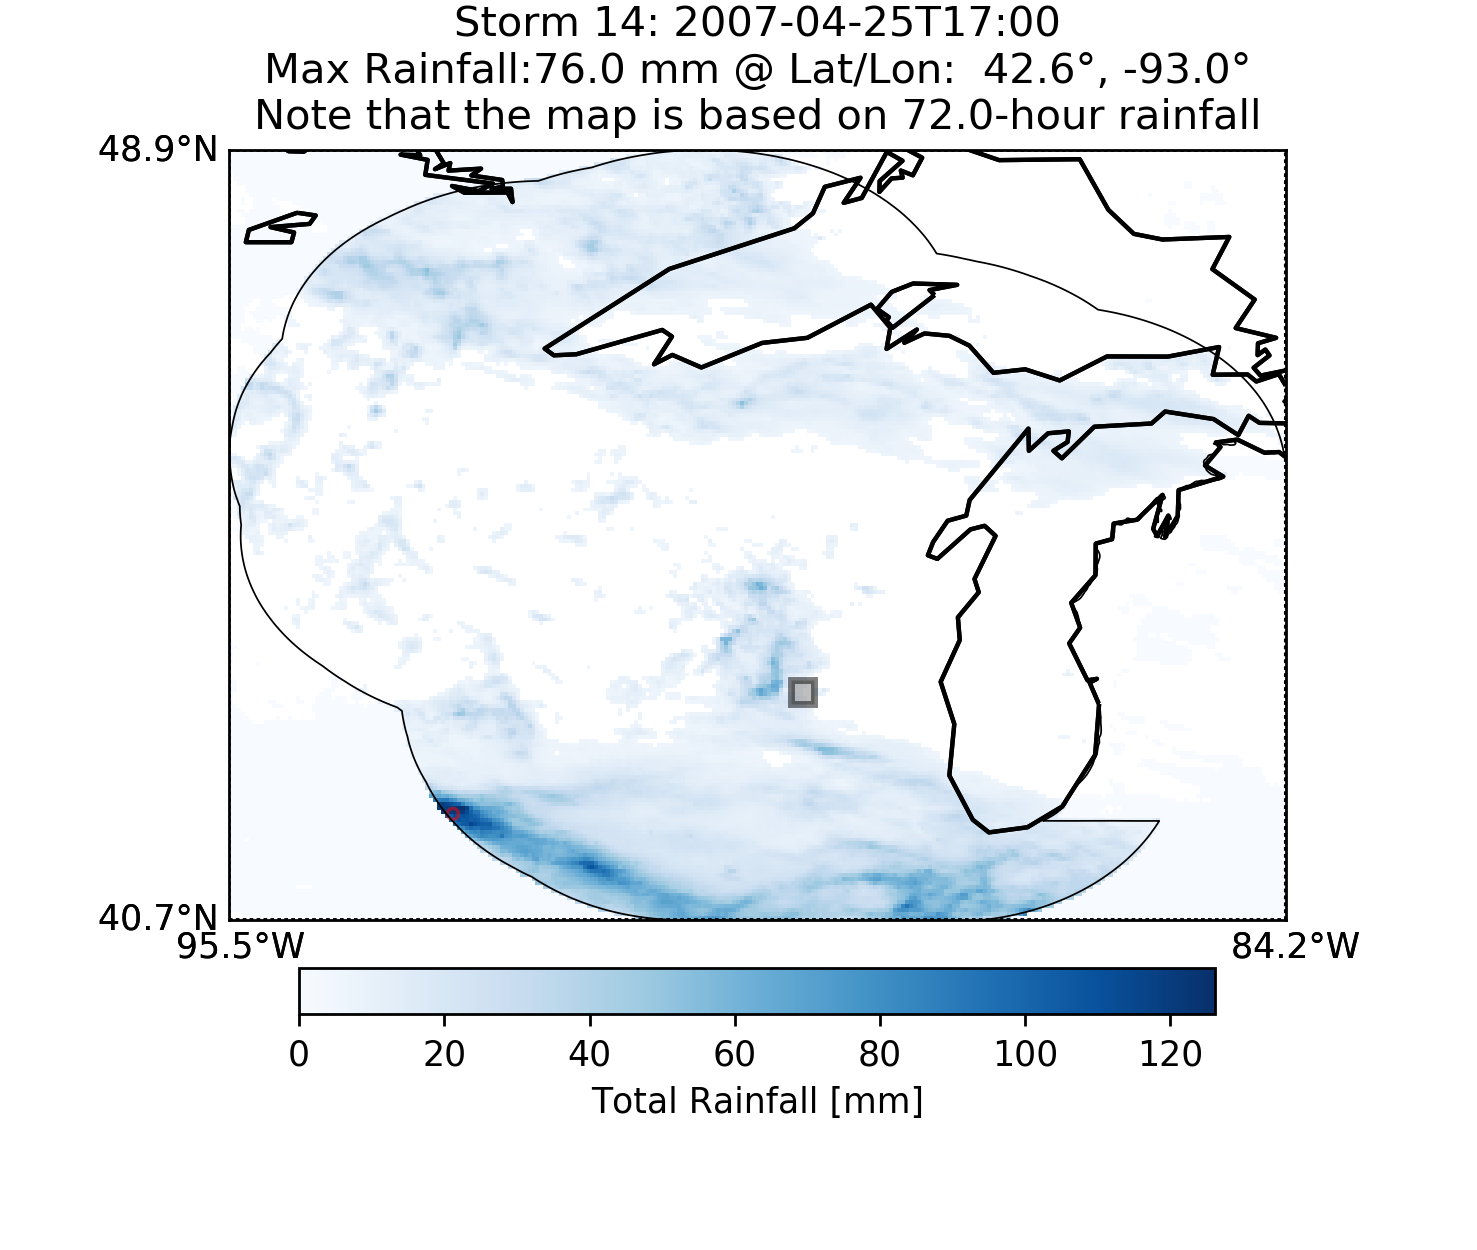 Storm 14: 2007-04-25T17:00
Max Rainfall:76.0 mm @ Lat/Lon:  42.6°, -93.0°
Note that the map is based on 72.0-hour rainfall
48.9°N
40.7°N
95.5°W 84.2°W
0 20 40 60 80 100 120
Total Rainfall [mm]